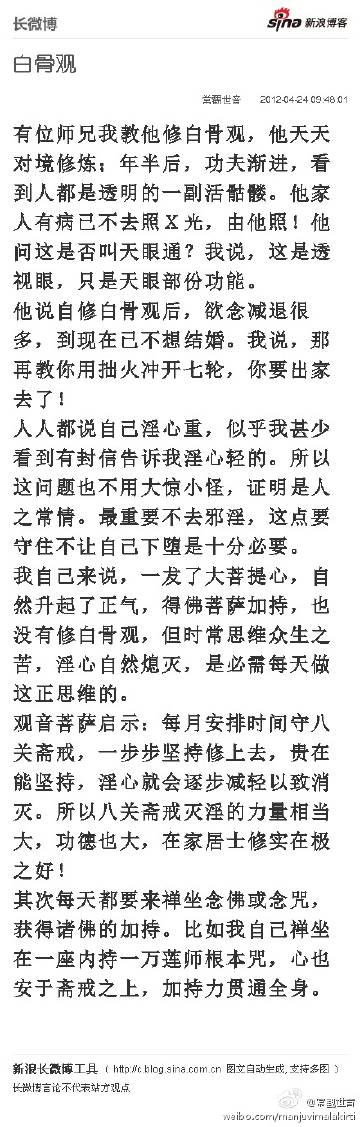 长微博
sina 新浪博客
白骨观
常翻世音 2012-04-24 09:48:01
有位师兄我教他修白骨观，他天天
对境修炼；年半后，功夫渐进，看
到人都是透明的一副活骷髅。他家
人有病已不去照X光，由他照！他
问这是否叫天眼通？我说，这是透
视眼，只是天眼部份功能。
他说自修白骨观后，欲念减退很
多，到现在已不想结婚。我说，那
再教你用拙火冲开七轮，你要出家
去了！
人人都说自己淫心重，似乎我甚少
看到有封信告诉我淫心轻的。所以
这问题也不用大惊小怪，证明是人
之常情。最重要不去邪淫，这点要
守住不让自己下堕是十分必要。
我自己来说，一发了大菩提心，自
然升起了正气，得佛菩萨加持，也
没有修白骨观，但时常思维众生之
苦，淫心自然熄灭，是必需每天做
这正思维的。
观音菩萨启示：每月安排时间守八
关斋戒，一步步坚持修上去，贵在
能坚持，淫心就会逐步减轻以致消
灭。所以八关斋戒灭淫的力量相当
大，功德也大，在家居士修实在极
之好！
其次每天都要来禅坐念佛或念咒，
获得诸佛的加持。比如我自己禅坐
在一座内持一万莲师根本咒，心也
安于斋戒之上，加持力贯通全身。
新浪长微博工具 ( http://c.blog.sina.com.cn 图文自动生成,支持多图 )
长微博言论不代表站方观点
weibo.com/manjuvimalakirti